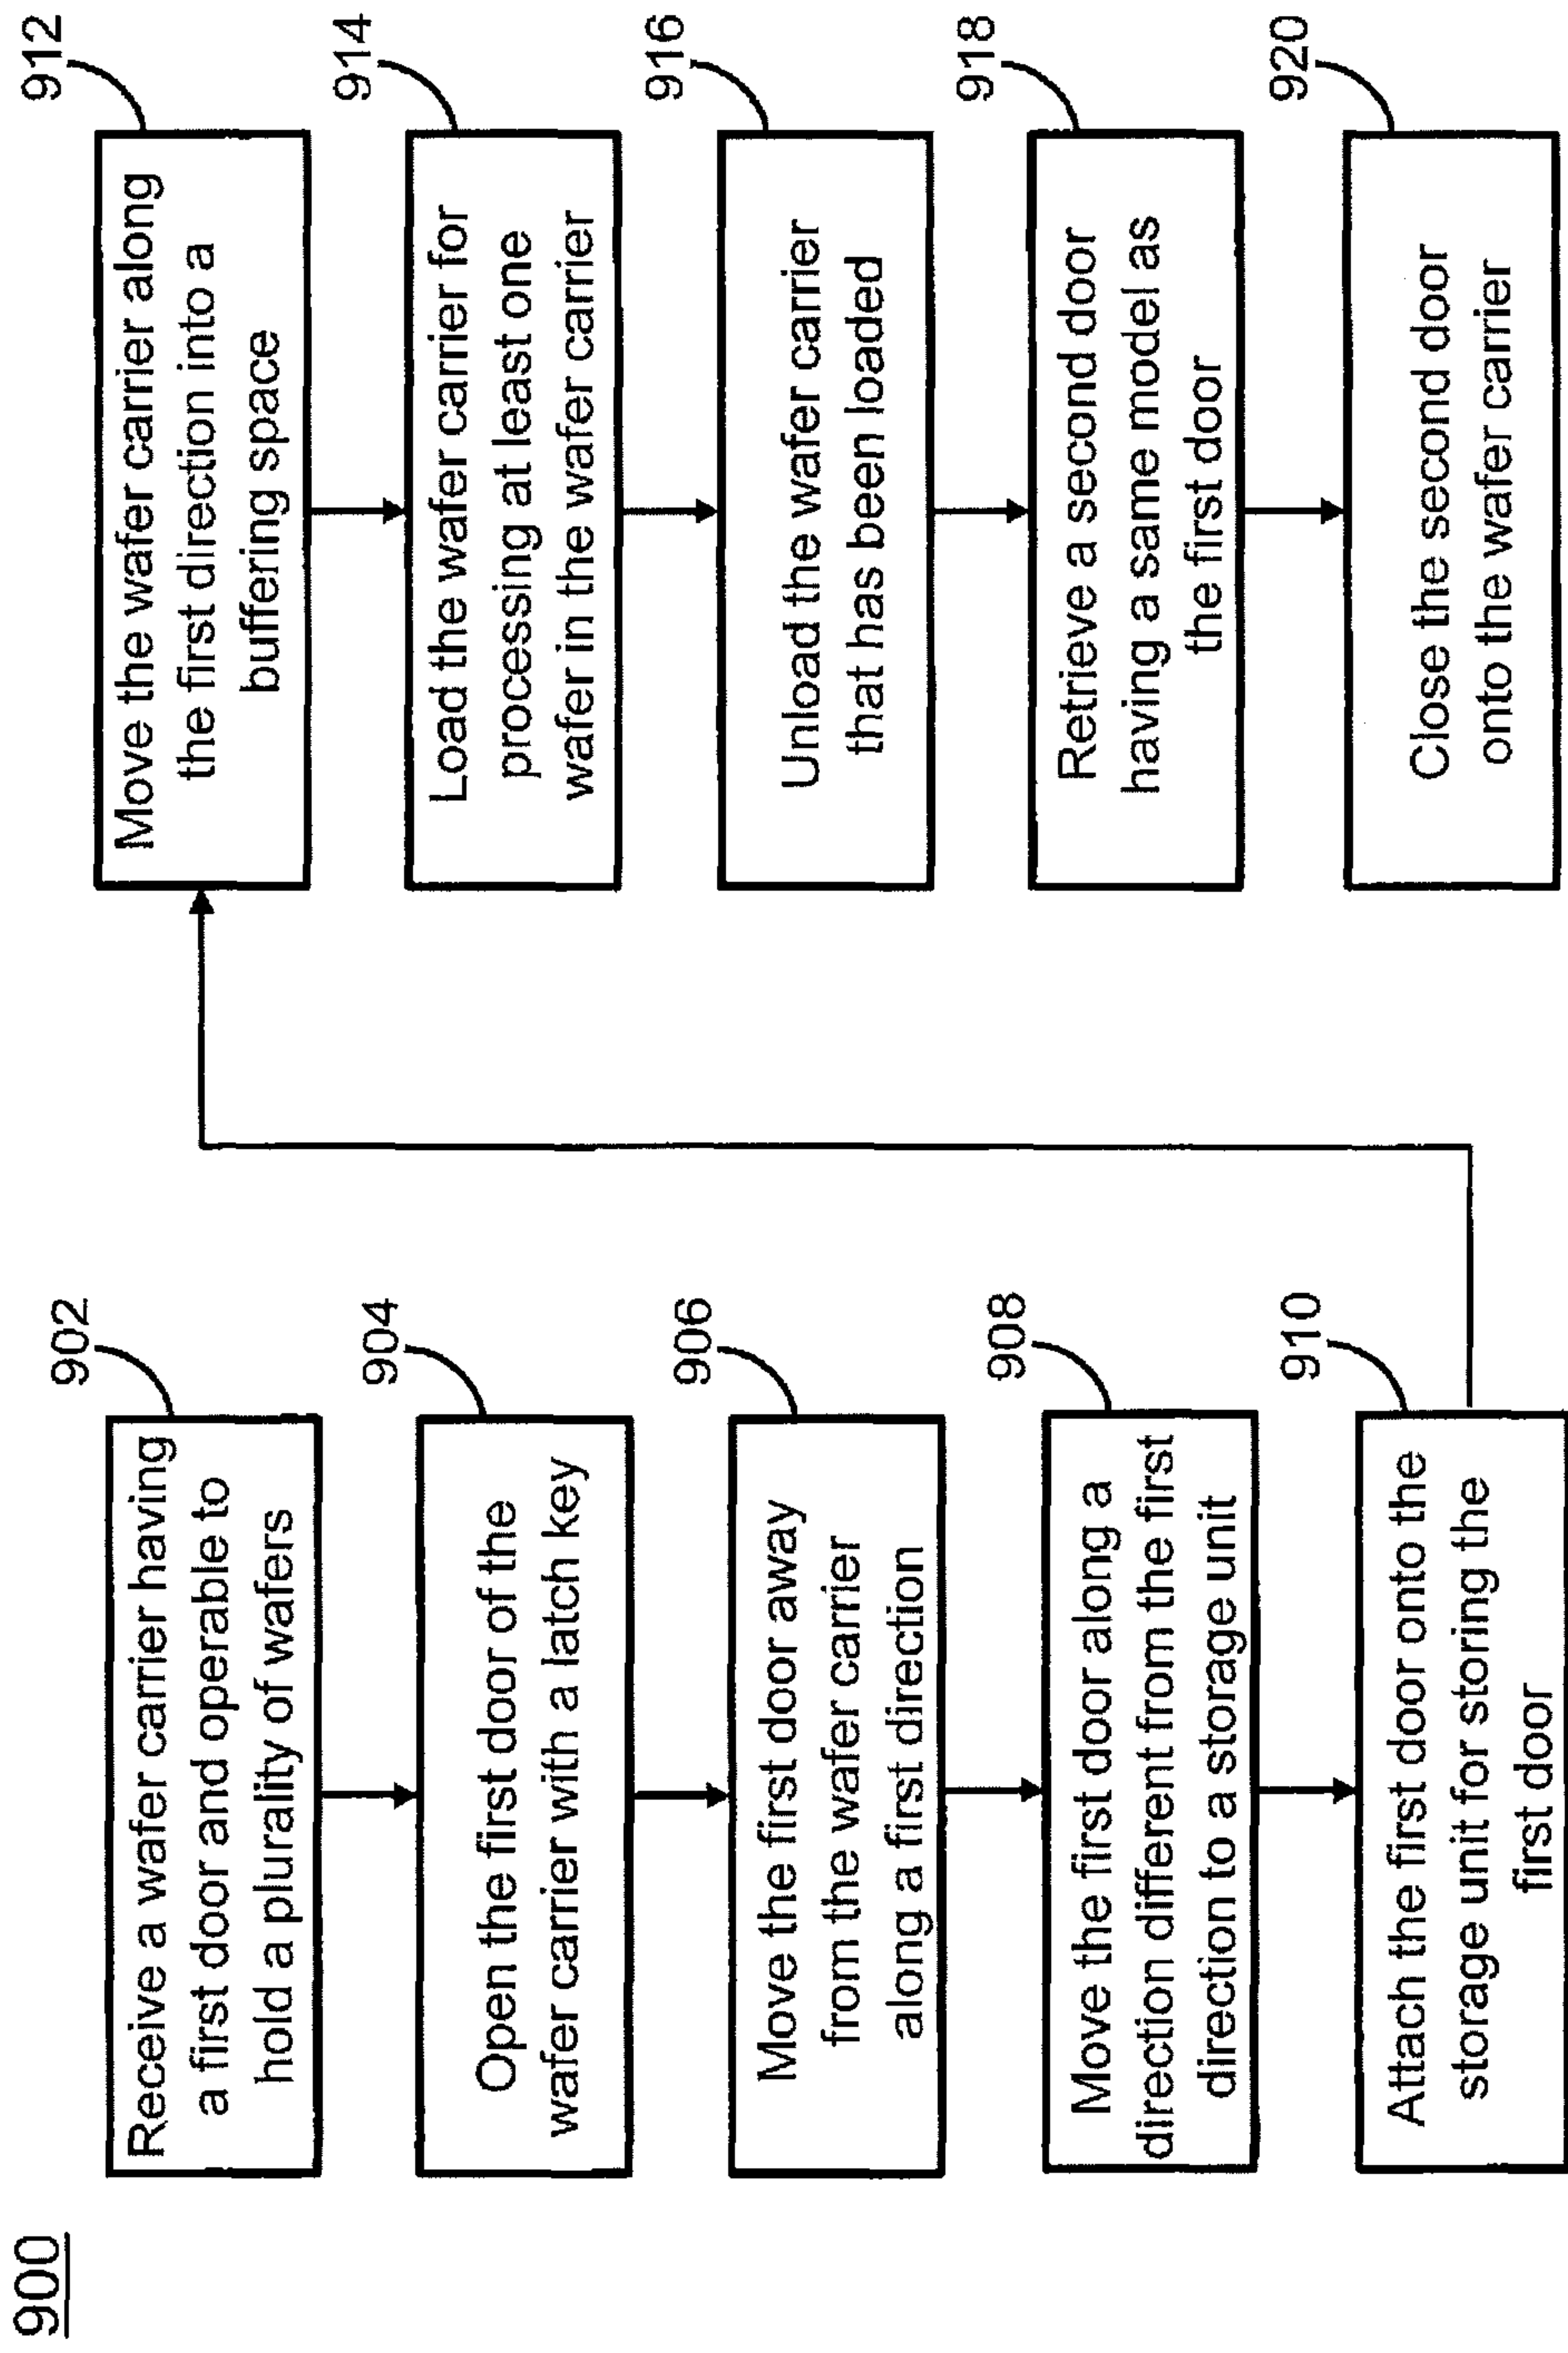 900
902
Receive a wafer carrier having
a first door and operable to
hold a plurality of wafers
904
Open the first door of the
wafer carrier with a latch key
906
Move the first door away
from the wafer carrier
along a first direction
908
Move the first door along a
direction different from the first
direction to a storage unit
910
Attach the first door onto the
storage unit for storing the
first door
912
Move the wafer carrier along
the first direction into a
buffering space
914
Load the wafer carrier for
processing at least one
wafer in the wafer carrier
916
Unload the wafer carrier
that has been loaded
918
Retrieve a second door
having a same model as
the first door
920
Close the second door
onto the wafer carrier